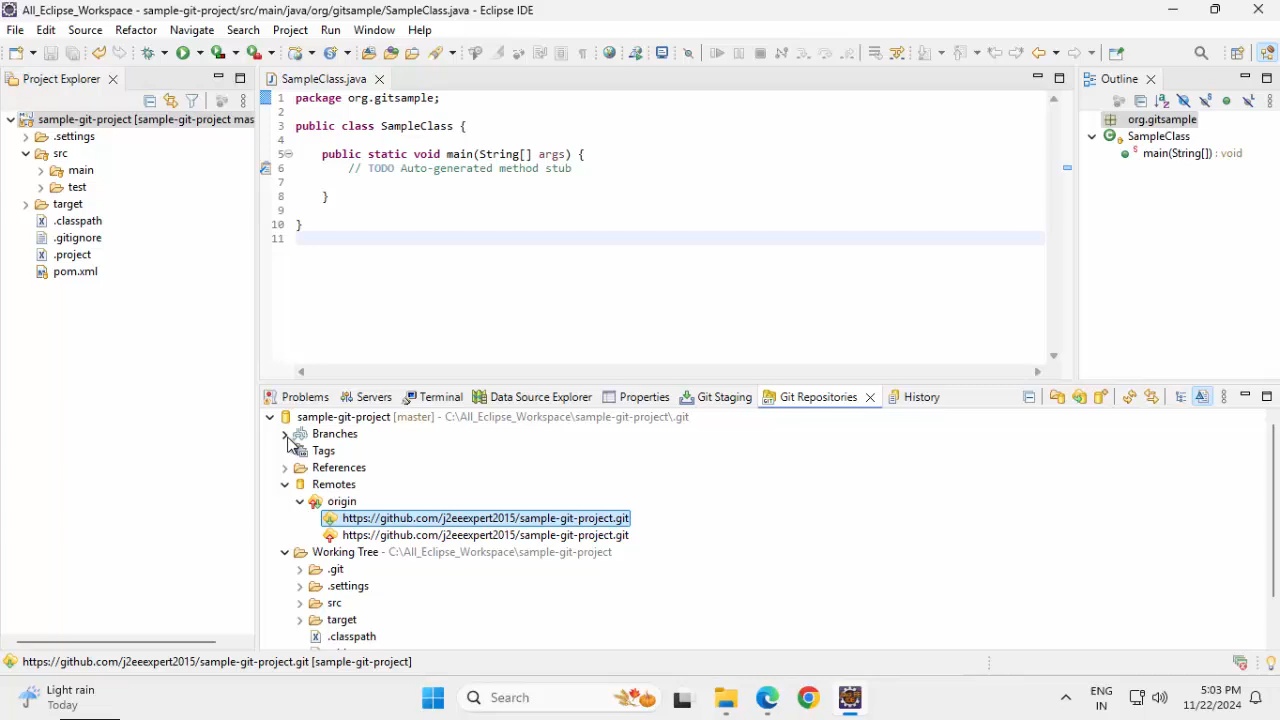 All_Eclipse_Workspace - sample-git-project/src/main/java/org/gitsample/SampleClass.java - Eclipse IDE
File Edit Source Refactor Navigate Search Project Run Window Help
Project Explorer
sample-git-project [sample-git-project mas
.settings
src
main
test
target
.classpath
.gitignore
.project
pom.xml
SampleClass.java
1 package org.gitsample;
2
3 public class SampleClass {
4
5 public static void main(String[] args) {
6 // TODO Auto-generated method stub
7
8 }
9
10 }
11
Outline
org.gitsample
SampleClass
main(String[]) : void
Problems Servers Terminal Data Source Explorer Properties Git Staging Git Repositories History
sample-git-project [master] - C:\All_Eclipse_Workspace\sample-git-project\.git
Branches
Tags
References
Remotes
origin
https://github.com/j2eeexpert2015/sample-git-project.git
https://github.com/j2eeexpert2015/sample-git-project.git
Working Tree - C:\All_Eclipse_Workspace\sample-git-project
.git
.settings
src
target
.classpath
https://github.com/j2eeexpert2015/sample-git-project.git [sample-git-project]
Light rain
Today
Search
ENG
IN
5:03 PM
11/22/2024